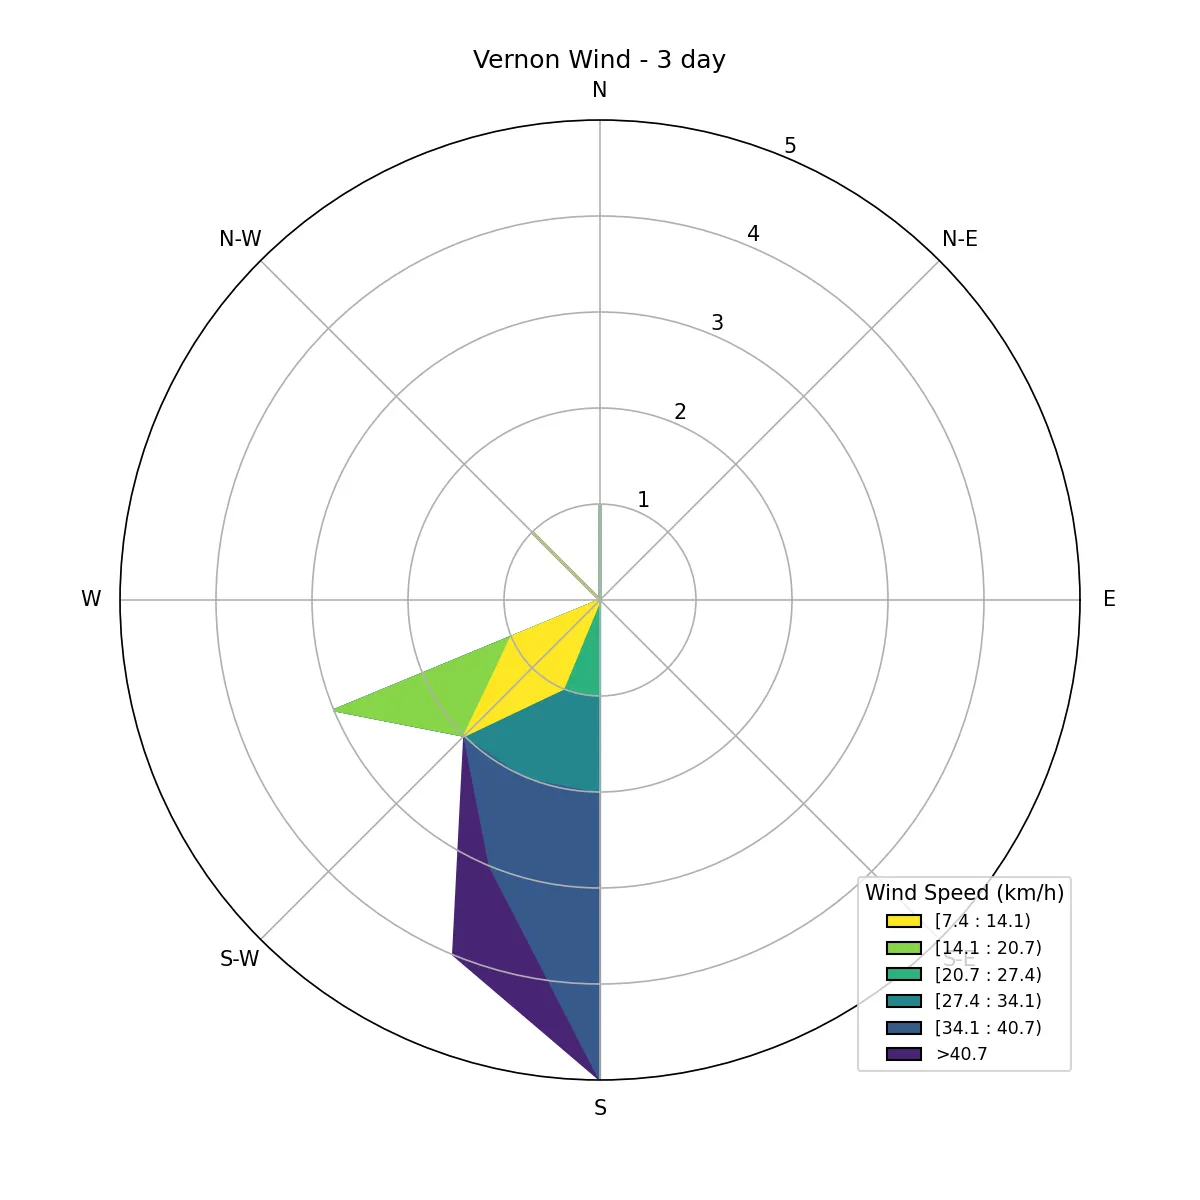 Vernon Wind - 3 day
N
5
N-W
4
N-E
3
2
1
W
E
Wind Speed (km/h)
[7.4 : 14.1)
[14.1 : 20.7)
S-W
S-E
[20.7 : 27.4)
[27.4 : 34.1)
[34.1 : 40.7)
>40.7
S